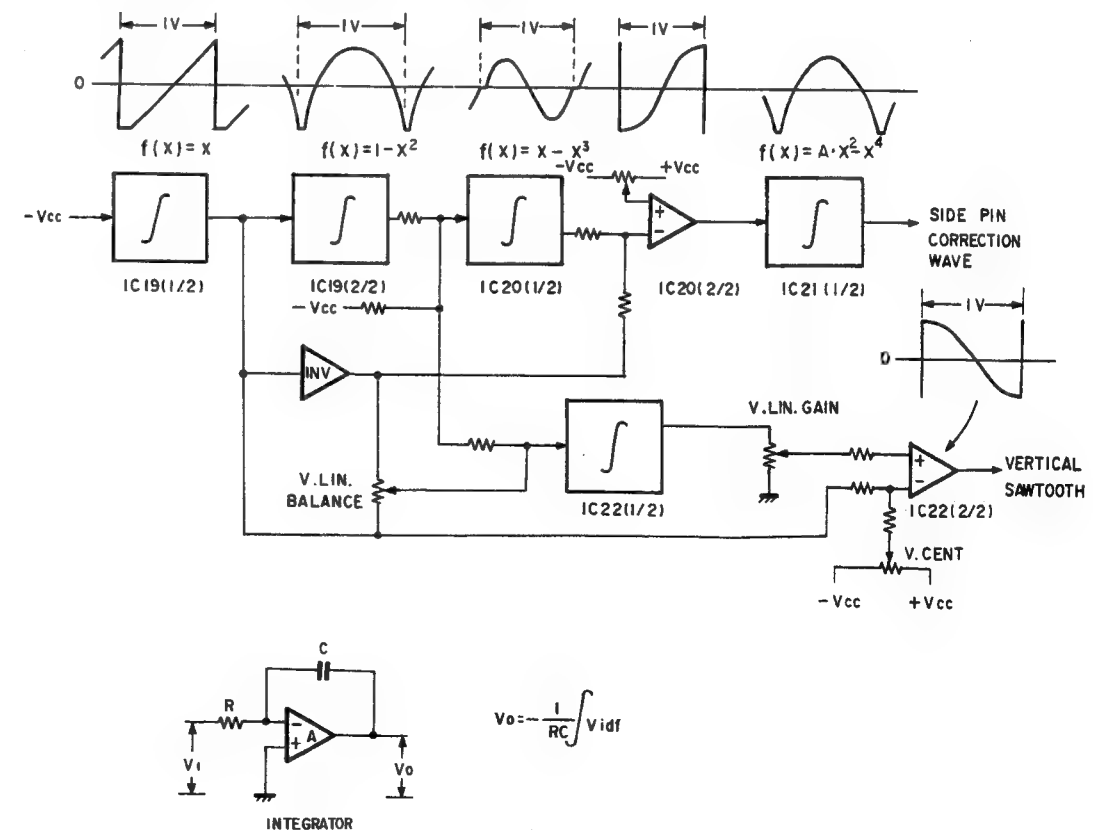 1V 1V 1V 1V
0
f(x)=x f(x)=1-x² f(x)=x-x³ f(x)=A·x²-x⁴
-Vcc +Vcc
-Vcc ∫ ∫ ∫ + - ∫ SIDE PIN
CORRECTION
WAVE
IC19(1/2) IC19(2/2) IC20(1/2) IC20(2/2) IC21(1/2)
-Vcc
1V
0
INV
V.LIN.GAIN
∫
V.LIN.
BALANCE
IC22(1/2)
+ -
VERTICAL
SAWTOOTH
IC22(2/2)
V.CENT
-Vcc +Vcc
C
R
- + A
Vi Vo
Vo=-1/RC∫Vidf
INTEGRATOR